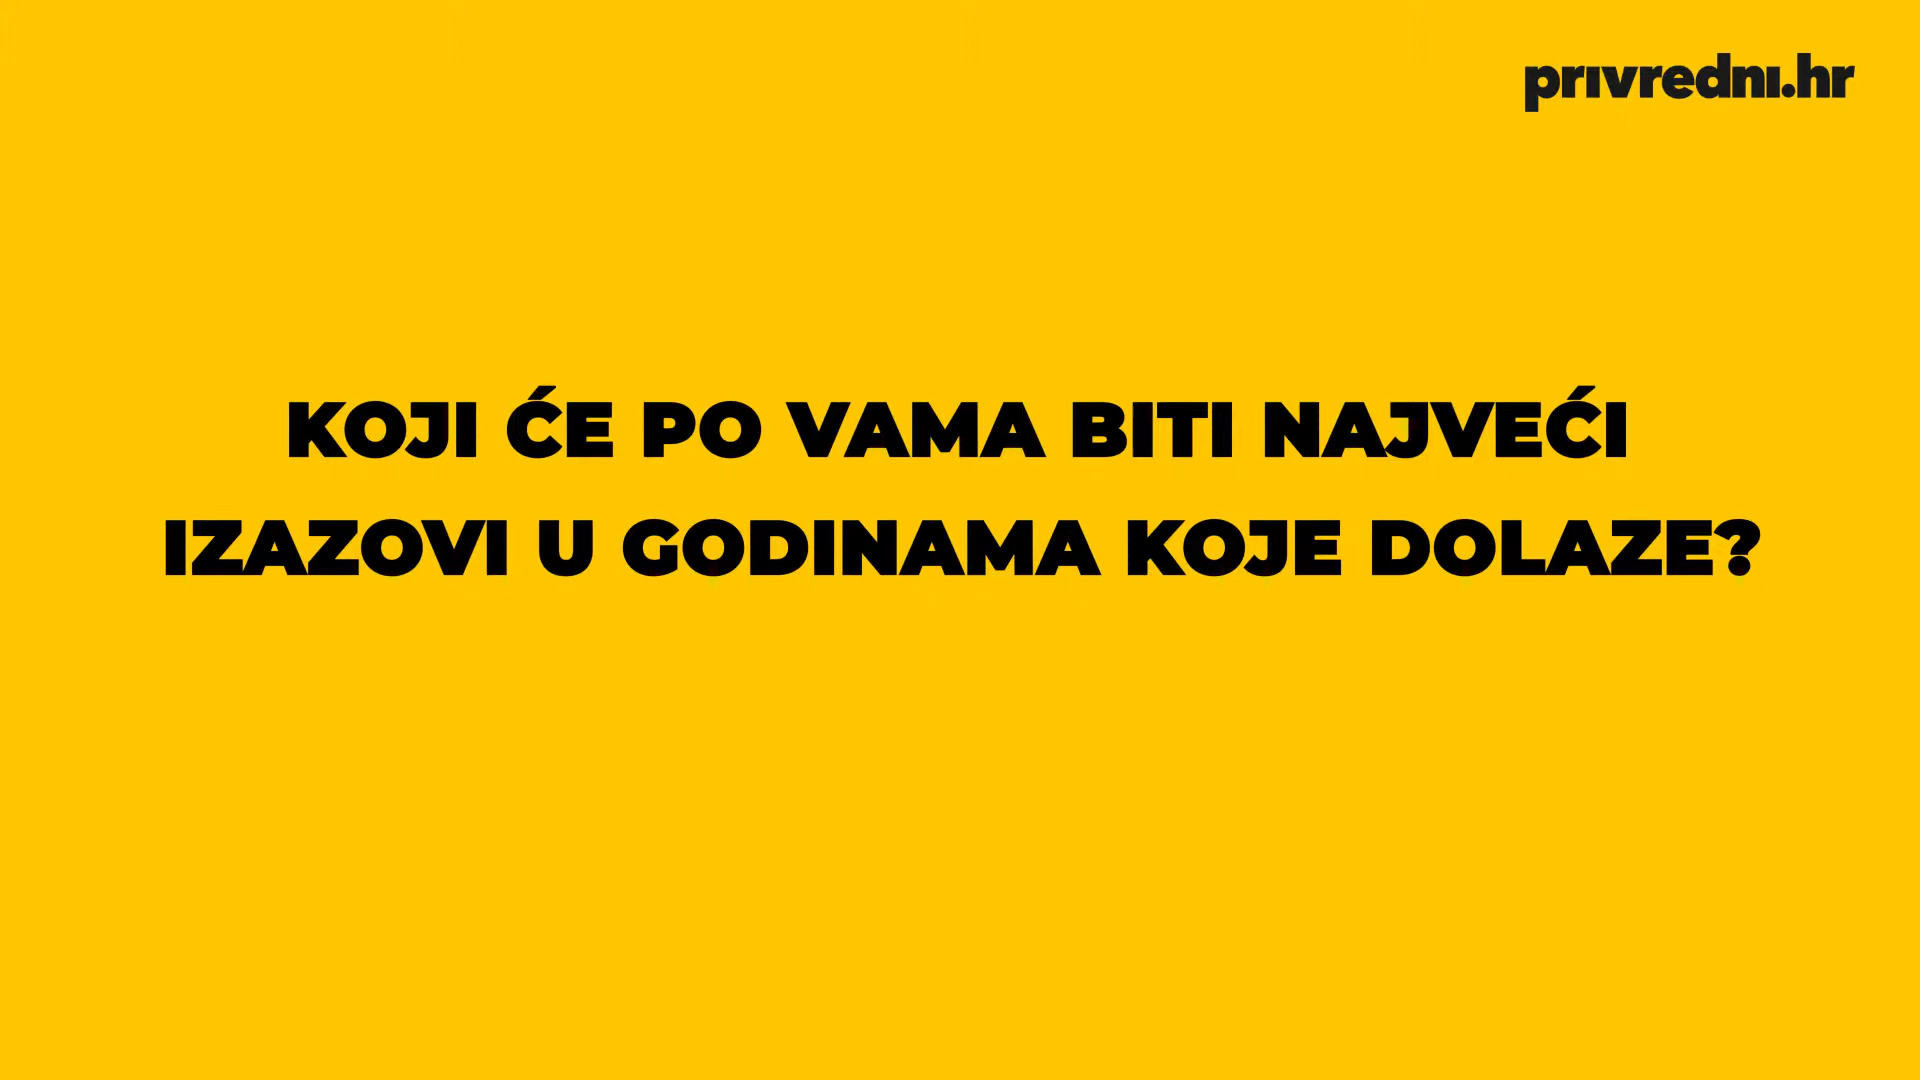 privredni.hr
KOJI ĆE PO VAMA BITI NAJVEĆI
IZAZOVI U GODINAMA KOJE DOLAZE?